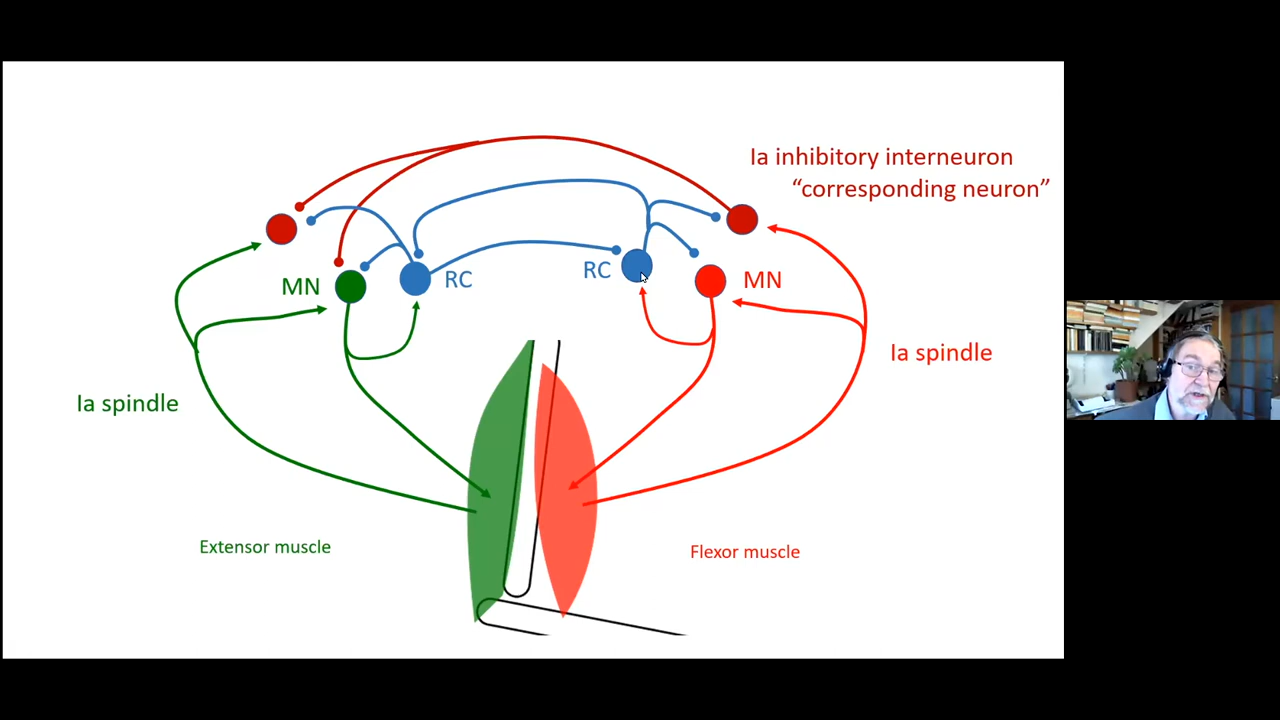 Ia inhibitory interneuron
“corresponding neuron”
MN
RC
RC
MN
Ia spindle
Ia spindle
Extensor muscle
Flexor muscle